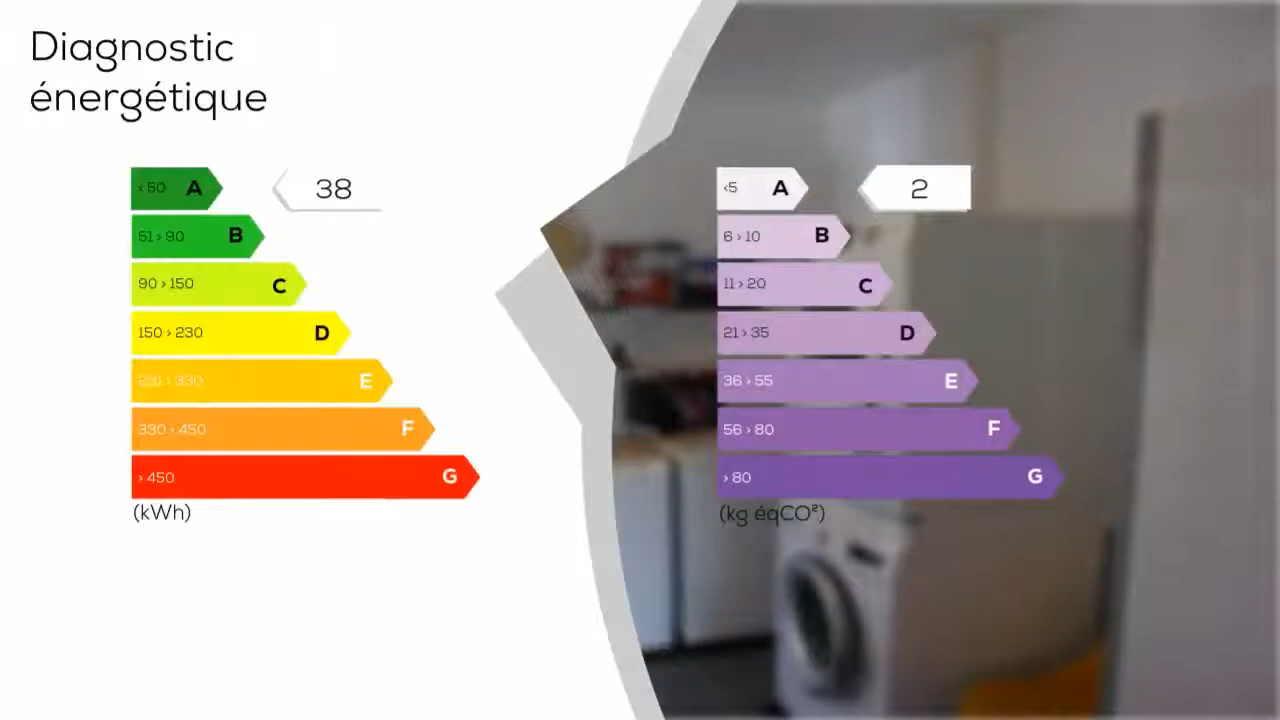 Diagnostic
énergétique
< 50 A 38
51 > 90 B
90 > 150 C
150 > 230 D
230 > 330 E
330 > 450 F
> 450 G
(kWh)
<5 A 2
6 > 10 B
11 > 20 C
21 > 35 D
36 > 55 E
56 > 80 F
> 80 G
(kg éqCO²)